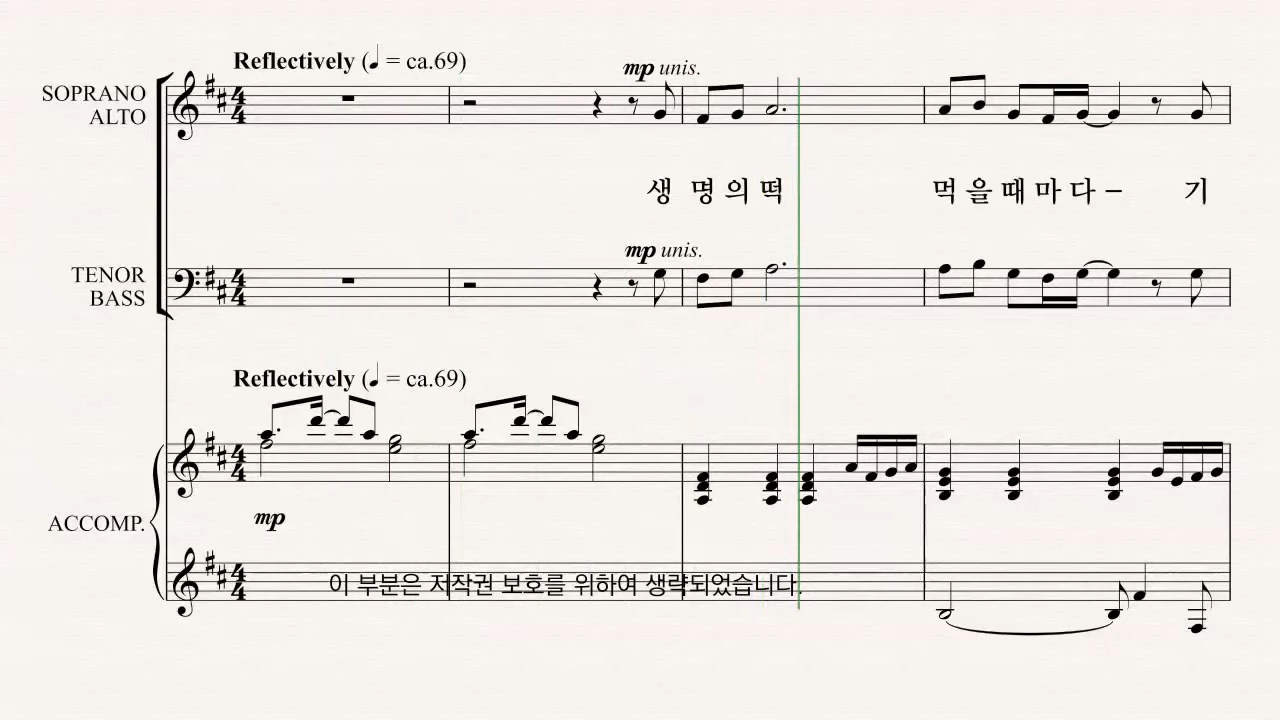 Reflectively (♩ = ca.69)
mp unis.
SOPRANO
ALTO
생 명 의 떡 먹 을 때 마 다 – 기
mp unis.
TENOR
BASS
Reflectively (♩ = ca.69)
mp
ACCOMP.
이 부분은 저작권 보호를 위하여 생략되었습니다.